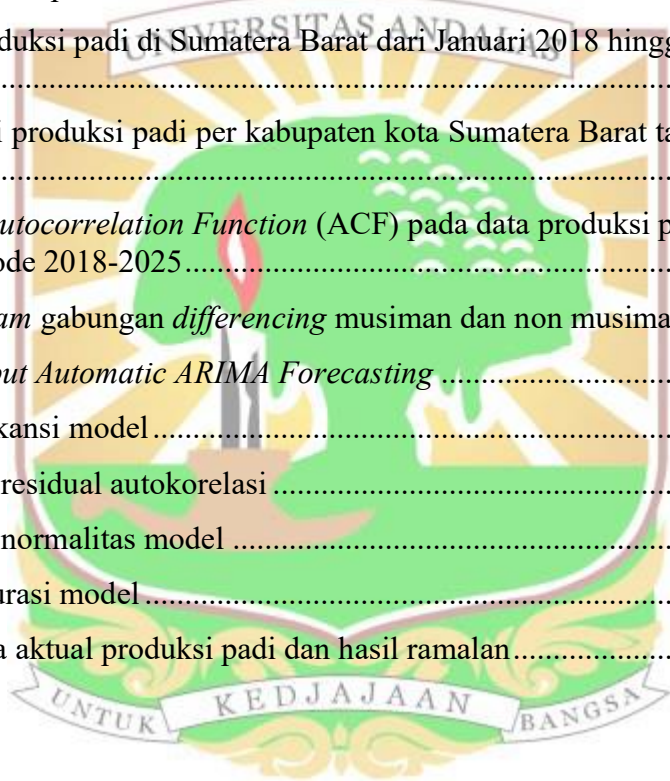 UNIVERSITAS ANDALAS
duksi padi di Sumatera Barat dari Januari 2018 hingg
................................................................................
i produksi padi per kabupaten kota Sumatera Barat ta
................................................................................
utocorrelation Function (ACF) pada data produksi p
ode 2018-2025............................................................
am gabungan differencing musiman dan non musima
out Automatic ARIMA Forecasting ............................
kansi model................................................................
residual autokorelasi ..................................................
normalitas model .......................................................
urasi model.................................................................
a aktual produksi padi dan hasil ramalan....................
UNTUK KEDJAJAAN BANGSA